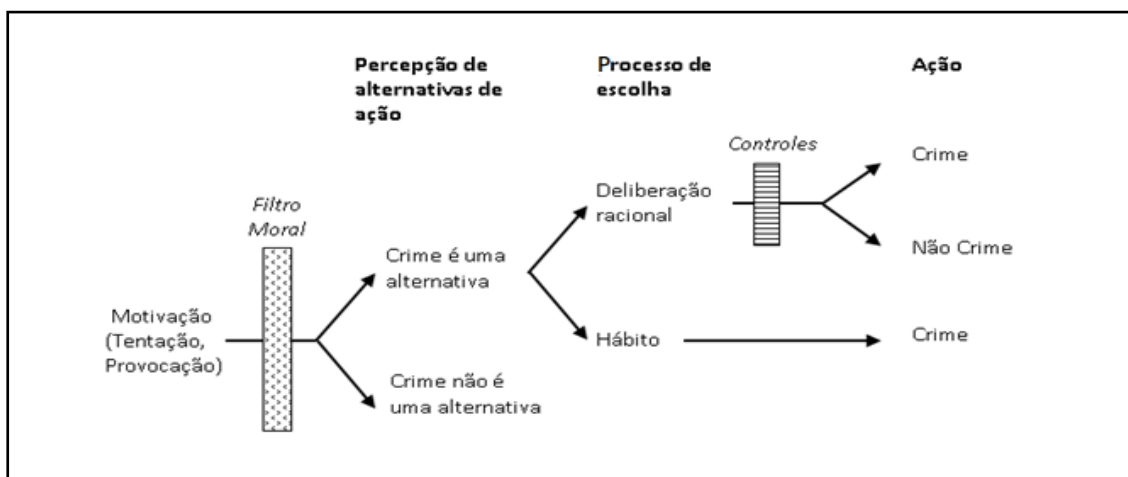 Percepção de
alternativas de
ação
Processo de
escolha
Ação
Controles
Crime
Deliberação
racional
Filtro
Moral
Não Crime
Crime é uma
alternativa
Motivação
(Tentação,
Provocação)
Hábito
Crime
Crime não é
uma alternativa